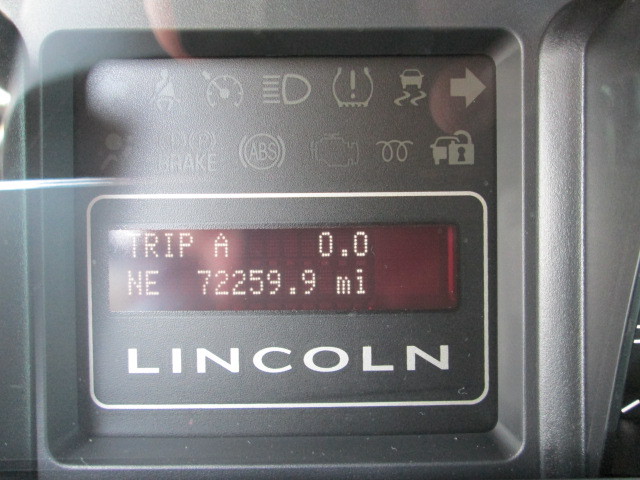 BRAKE
ABS
TRIP A 0.0
NE 72259.9 mi
LINCOLN